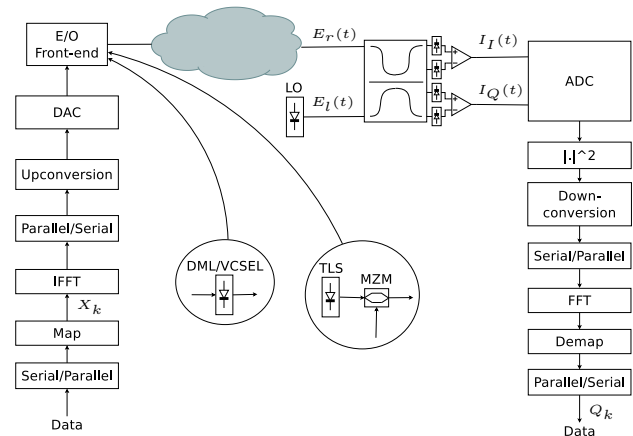 E/O
Front-end
DAC
Upconversion
Parallel/Serial
IFFT
X_k
Map
Serial/Parallel
Data
DML/VCSEL
TLS
MZM
E_r(t)
LO
E_l(t)
+
−
+
−
I_I(t)
I_Q(t)
ADC
|.|^2
Down-
conversion
Serial/Parallel
FFT
Demap
Parallel/Serial
Q_k
Data